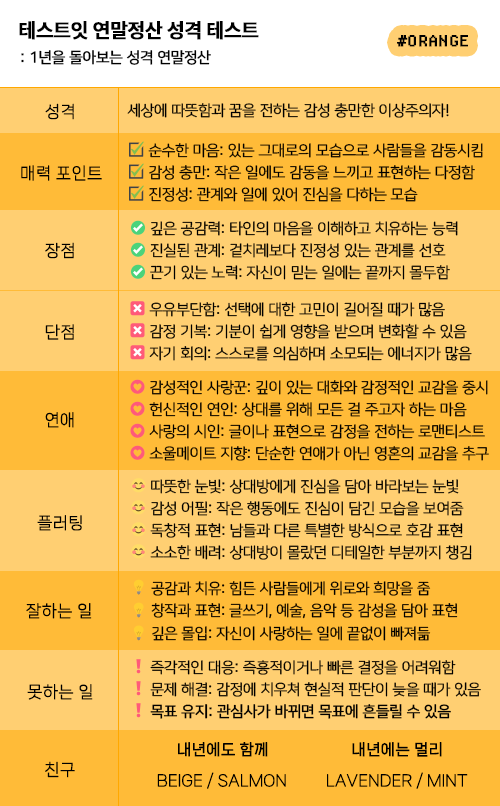 테스트잇 연말정산 성격 테스트
: 1년을 돌아보는 성격 연말정산
#ORANGE
성격
세상에 따뜻함과 꿈을 전하는 감성 충만한 이상주의자!
매력 포인트
순수한 마음: 있는 그대로의 모습으로 사람들을 감동시킴
감성 충만: 작은 일에도 감동을 느끼고 표현하는 다정함
진정성: 관계와 일에 있어 진심을 다하는 모습
장점
깊은 공감력: 타인의 마음을 이해하고 치유하는 능력
진실된 관계: 겉치레보다 진정성 있는 관계를 선호
끈기 있는 노력: 자신이 믿는 일에는 끝까지 몰두함
단점
우유부단함: 선택에 대한 고민이 길어질 때가 많음
감정 기복: 기분이 쉽게 영향을 받으며 변화할 수 있음
자기 회의: 스스로를 의심하며 소모되는 에너지가 많음
연애
감성적인 사랑꾼: 깊이 있는 대화와 감정적인 교감을 중시
헌신적인 연인: 상대를 위해 모든 걸 주고자 하는 마음
사랑의 시인: 글이나 표현으로 감정을 전하는 로맨티스트
소울메이트 지향: 단순한 연애가 아닌 영혼의 교감을 추구
플러팅
따뜻한 눈빛: 상대방에게 진심을 담아 바라보는 눈빛
감성 어필: 작은 행동에도 진심이 담긴 모습을 보여줌
독창적 표현: 남들과 다른 특별한 방식으로 호감 표현
소소한 배려: 상대방이 몰랐던 디테일한 부분까지 챙김
잘하는 일
공감과 치유: 힘든 사람들에게 위로와 희망을 줌
창작과 표현: 글쓰기, 예술, 음악 등 감성을 담아 표현
깊은 몰입: 자신이 사랑하는 일에 끝없이 빠져듦
못하는 일
즉각적인 대응: 즉흥적이거나 빠른 결정을 어려워함
문제 해결: 감정에 치우쳐 현실적 판단이 늦을 때가 있음
목표 유지: 관심사가 바뀌면 목표에 흔들릴 수 있음
친구
내년에도 함께
내년에는 멀리
BEIGE / SALMON
LAVENDER / MINT